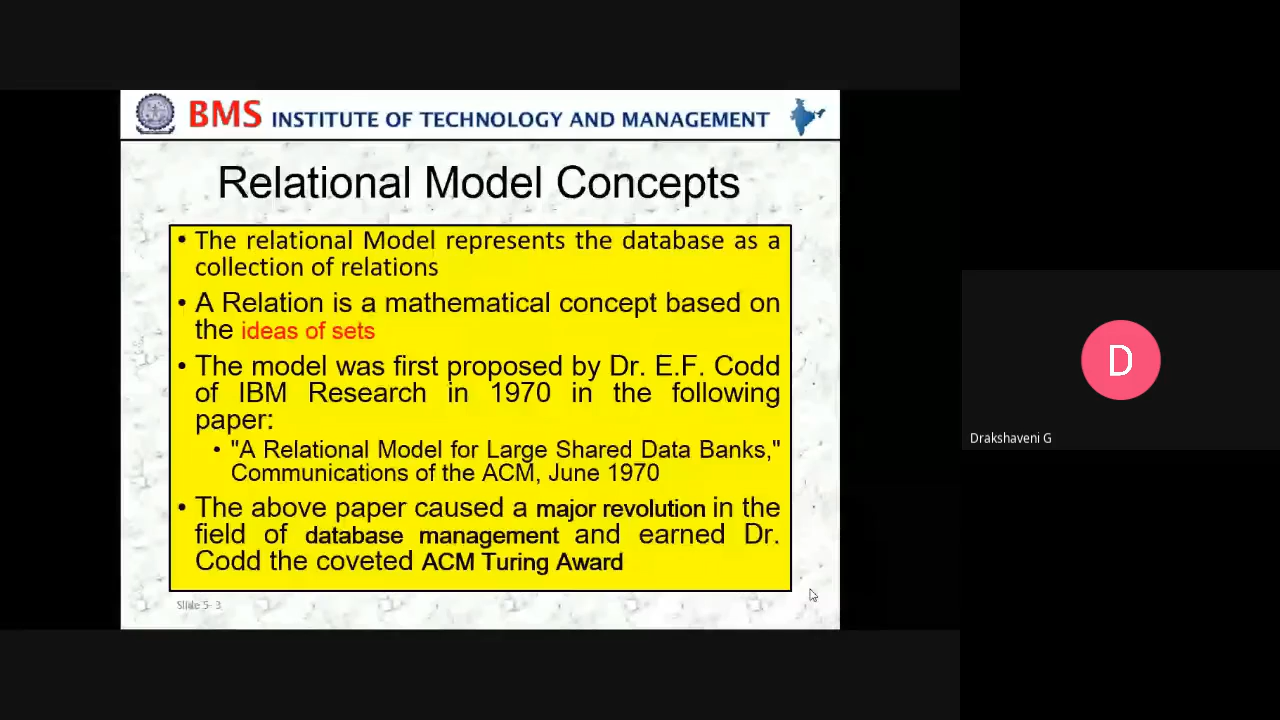 BMS INSTITUTE OF TECHNOLOGY AND MANAGEMENT
Relational Model Concepts
• The relational Model represents the database as a
collection of relations
• A Relation is a mathematical concept based on
the ideas of sets
• The model was first proposed by Dr. E.F. Codd
of IBM Research in 1970 in the following
paper:
• "A Relational Model for Large Shared Data Banks,"
Communications of the ACM, June 1970
• The above paper caused a major revolution in the
field of database management and earned Dr.
Codd the coveted ACM Turing Award
Slide 5- 3
D
Drakshaveni G